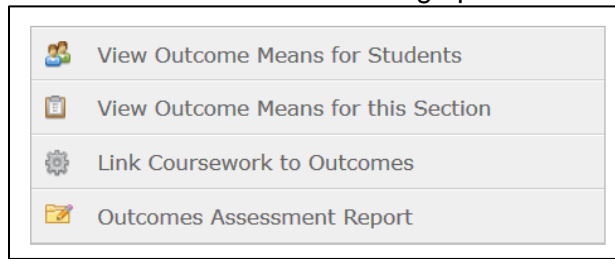 View Outcome Means for Students
View Outcome Means for this Section
Link Coursework to Outcomes
Outcomes Assessment Report